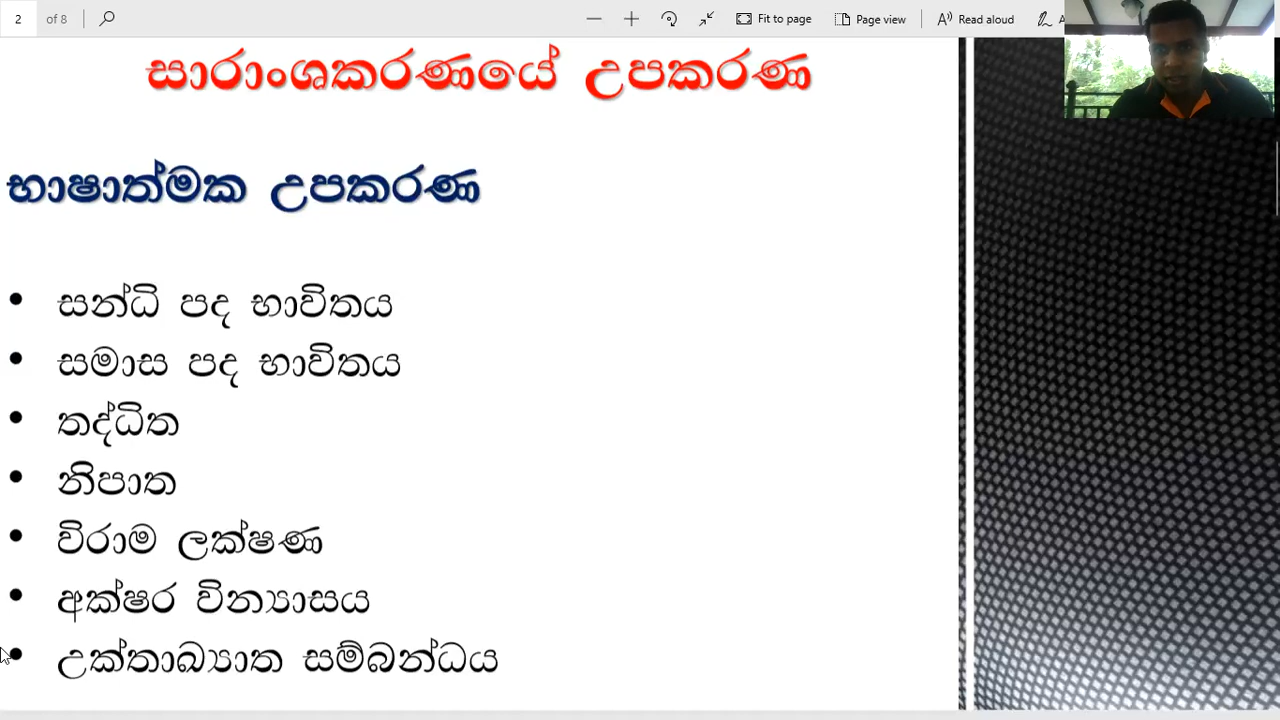 2 of 8 Fit to page Page view Read aloud
සාරාංශකරණයේ උපකරණ
භාෂාත්මක උපකරණ
• සන්ධි පද භාවිතය
• සමාස පද භාවිතය
• තද්ධිත
• නිපාත
• විරාම ලක්ෂණ
• අක්ෂර වින්‍යාසය
• උක්තාඛ්‍යාත සම්බන්ධය